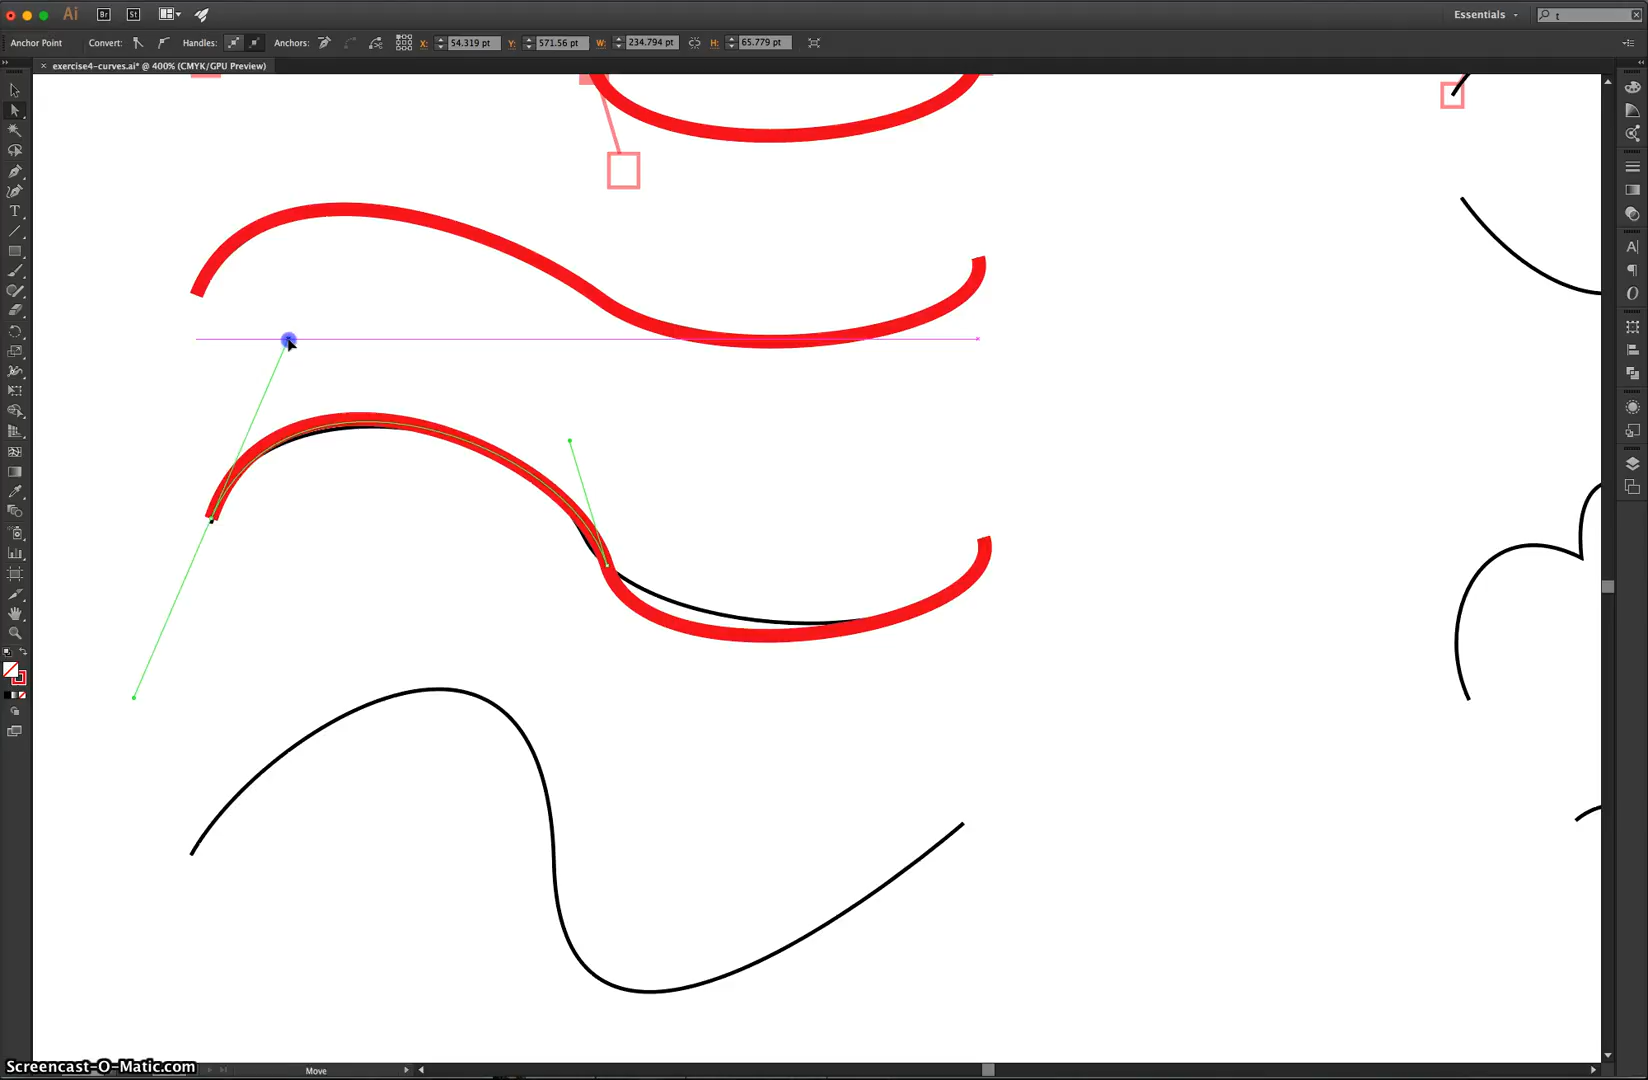 Ai Br St Essentials t
Anchor Point Convert: Handles: Anchors: X: 54.319 pt Y: 571.56 pt W: 234.794 pt H: 65.779 pt
× exercise4-curves.ai* @ 400% (CMYK/GPU Preview)
T
A
O
Screencast-O-Matic.com
Move